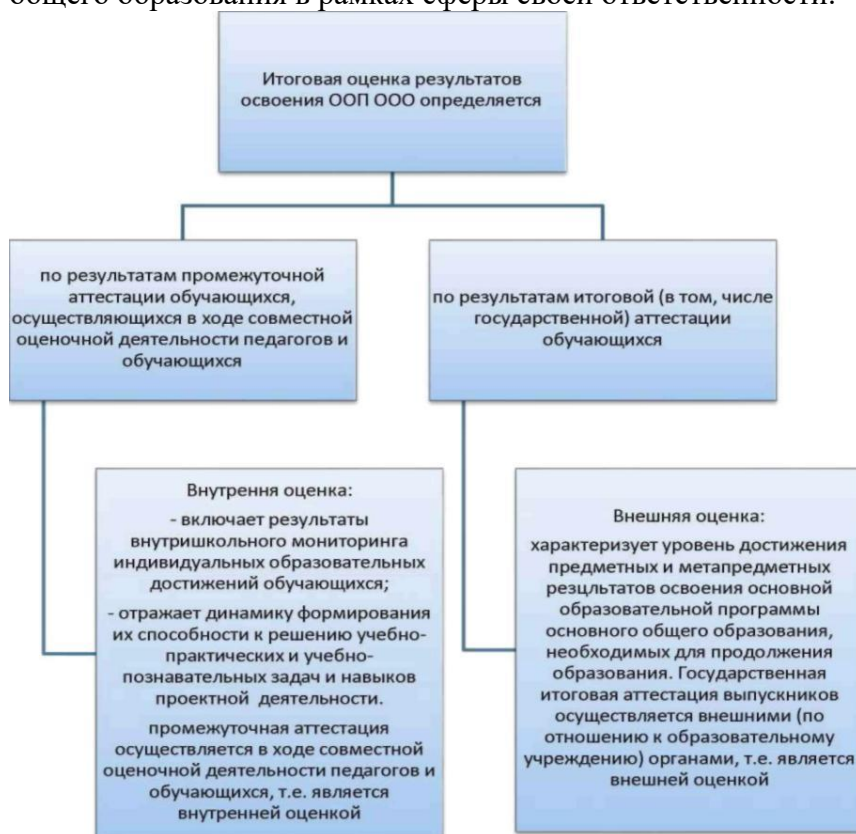 общего образования в рамках сферы своей ответственности.
Итоговая оценка результатов
освоения ООП ООО определяется
по результатам промежуточной
аттестации обучающихся,
осуществляющихся в ходе совместной
оценочной деятельности педагогов и
обучающихся
по результатам итоговой (в том, числе
государственной) аттестации
обучающихся
Внутрення оценка:
- включает результаты
внутришкольного мониторинга
индивидуальных образовательных
достижений обучающихся;
- отражает динамику формирования
их способности к решению учебно-
практических и учебно-
познавательных задач и навыков
проектной деятельности.
промежуточная аттестация
осуществляется в ходе совместной
оценочной деятельности педагогов и
обучающихся, т.е. является
внутренней оценкой
Внешняя оценка:
характеризует уровень достижения
предметных и метапредметных
резцльтатов освоения основной
образовательной программы
основного общего образования,
необходимых для продолжения
образования. Государственная
итоговая аттестация выпускников
осуществляется внешними (по
отношению к образовательному
учреждению) органами, т.е. является
внешней оценкой